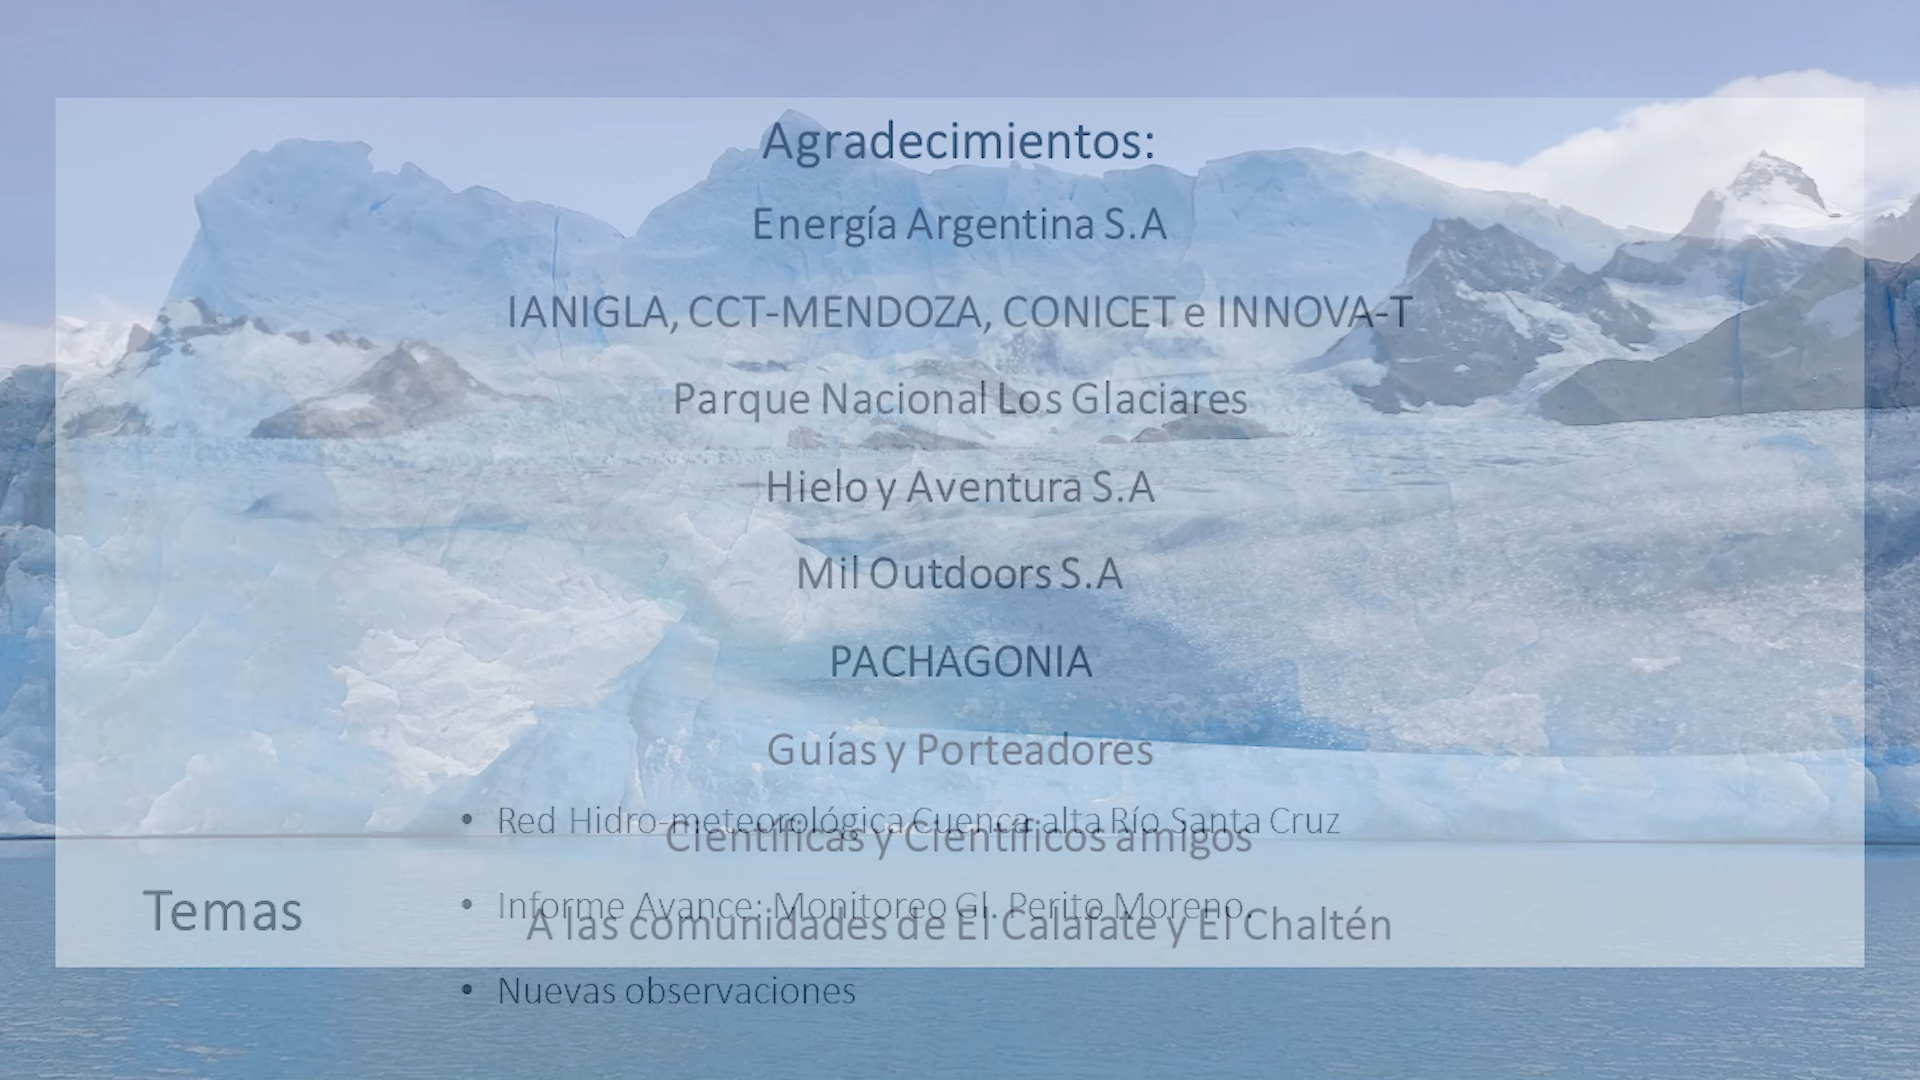 Agradecimientos:
Energía Argentina S.A
IANIGLA, CCT-MENDOZA, CONICET e INNOVA-T
Parque Nacional Los Glaciares
Hielo y Aventura S.A
Mil Outdoors S.A
PACHAGONIA
Guías y Porteadores
Científicas y Científicos amigos
A las comunidades de El Calafate y El Chaltén
Temas
• Red Hidro-meteorológica Cuenca alta Río Santa Cruz
• Informe Avance: Monitoreo Gl. Perito Moreno.
• Nuevas observaciones